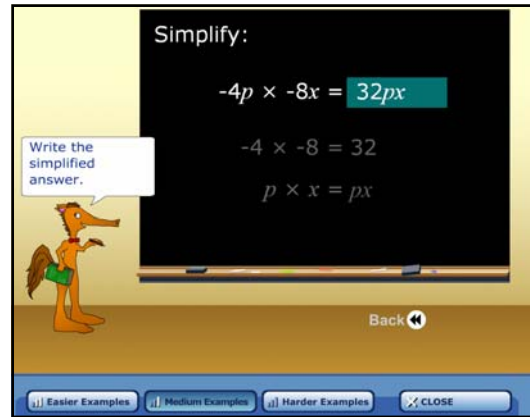 Simplify:
-4p × -8x = 32px
Write the
simplified
answer.
-4 × -8 = 32
p × x = px
Back
Easier Examples
Medium Examples
Harder Examples
CLOSE